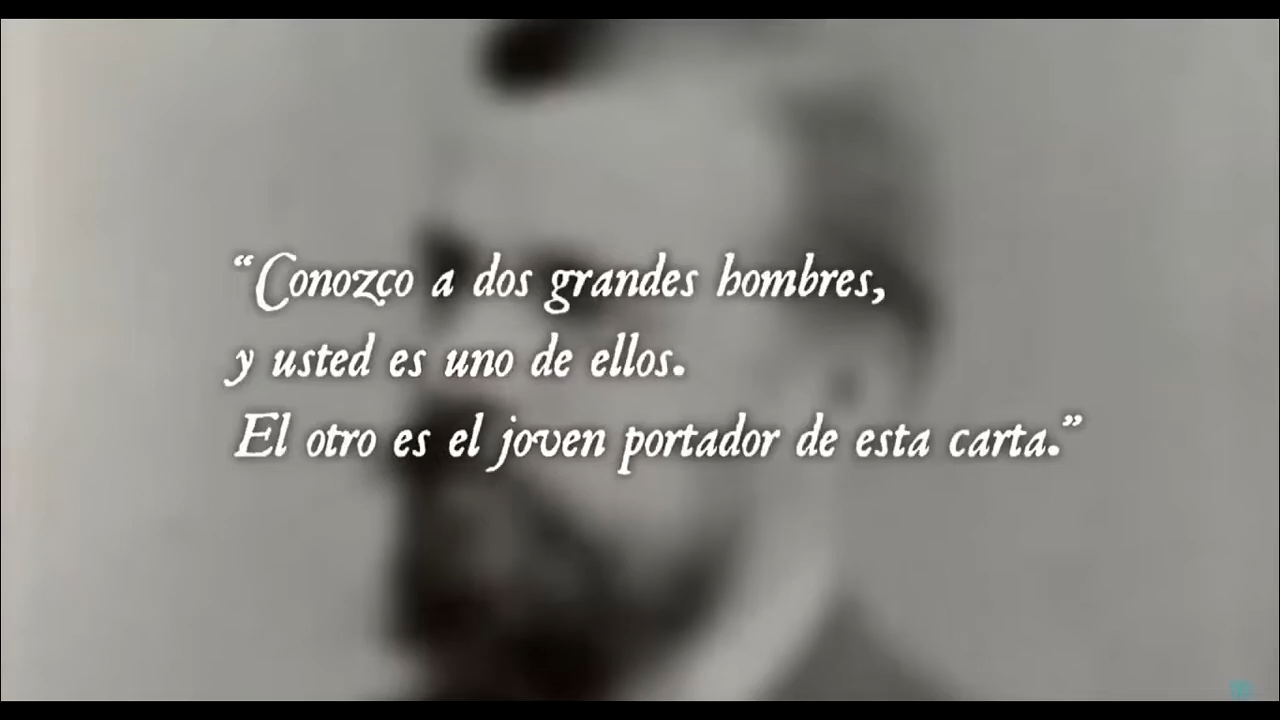 “Conozco a dos grandes hombres,
y usted es uno de ellos.
El otro es el joven portador de esta carta.”